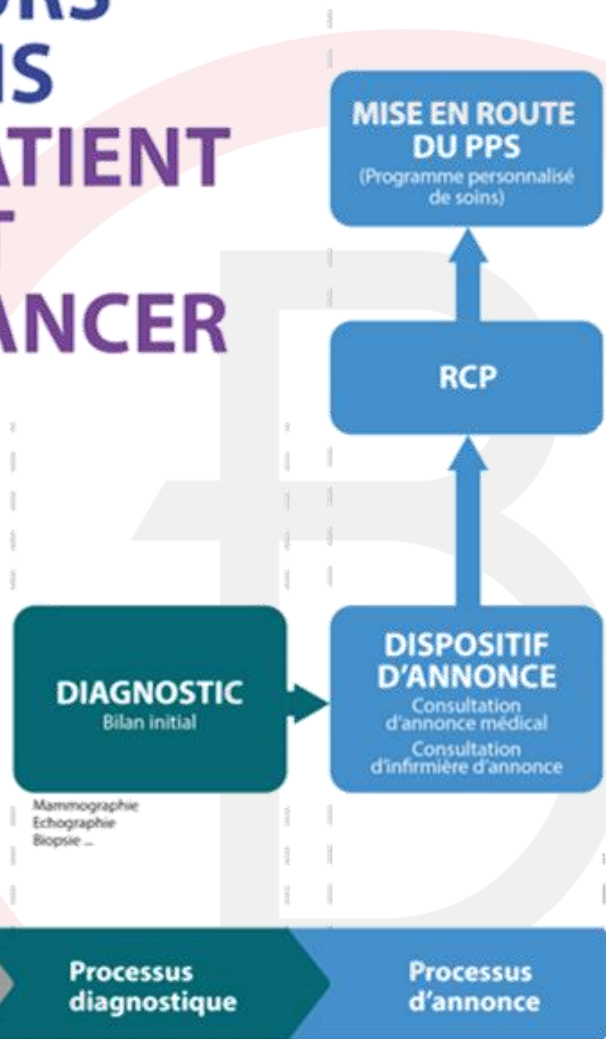 URS
NS
ATIENT
T
ANCER
MISE EN ROUTE
DU PPS
(Programme personnalisé
de soins)
RCP
DIAGNOSTIC
Bilan initial
DISPOSITIF
D'ANNONCE
Consultation
d'annonce médical
Consultation
d'infirmière d'annonce
Mammographie
Echographie
Biopsie ...
Processus
diagnostique
Processus
d'annonce